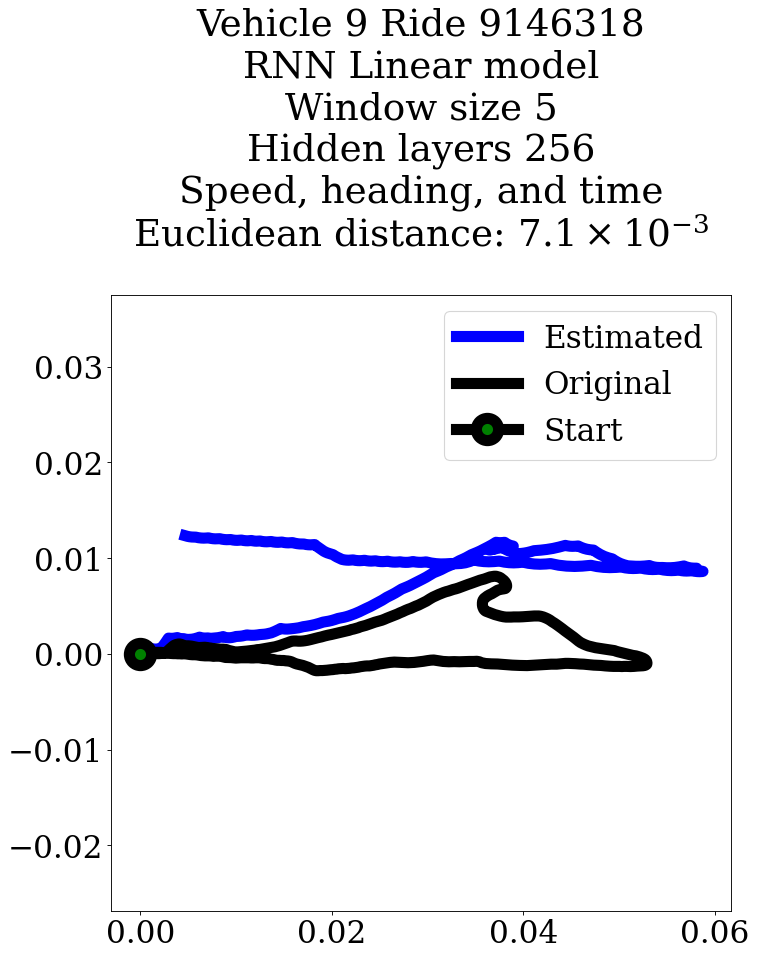 Vehicle 9 Ride 9146318
RNN Linear model
Window size 5
Hidden layers 256
Speed, heading, and time
Euclidean distance: 7.1 × 10⁻³
Estimated
Original
Start
0.03
0.02
0.01
0.00
−0.01
−0.02
0.00 0.02 0.04 0.06